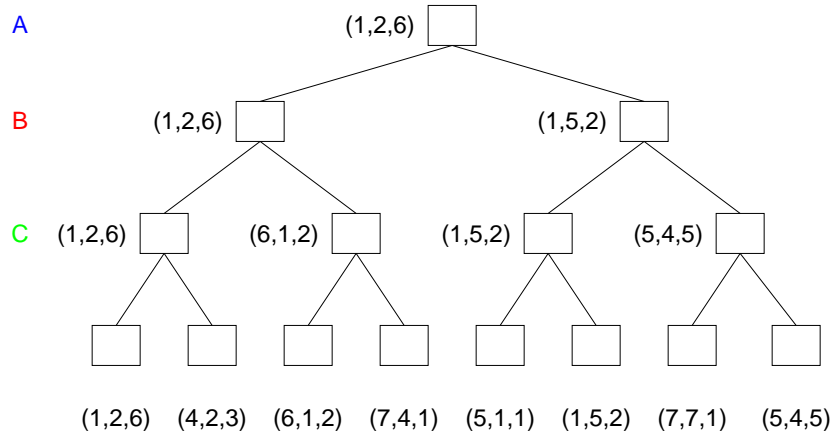 A (1,2,6)
B (1,2,6) (1,5,2)
C (1,2,6) (6,1,2) (1,5,2) (5,4,5)
(1,2,6) (4,2,3) (6,1,2) (7,4,1) (5,1,1) (1,5,2) (7,7,1) (5,4,5)